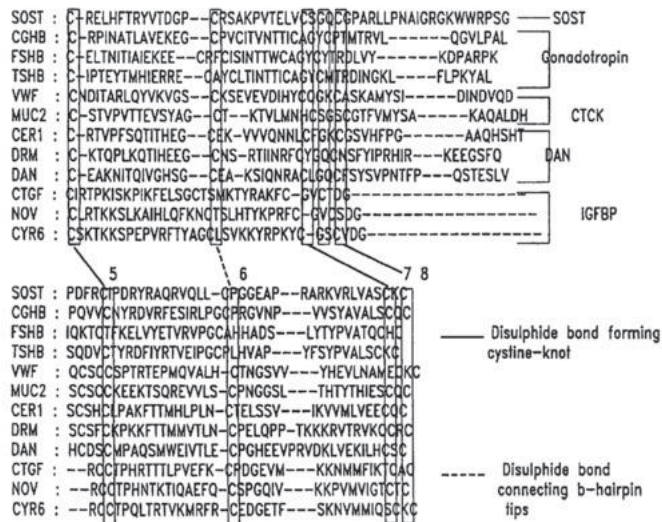 SOST : C-RELHFTRYVTDGP----CRSAKPVTELVCSGQCGPARLLPNAIGRGKWWRPSG SOST
CGHB : C-RPINATLAVEKEG----CPVCITVNTTICAGYCPTMTRVL------QGVLPAL
FSHB : C-ELTNITIAIEKEE---CRFCISINTTWCAGYCYTRDLVY------KDPARPK Gonadotropin
TSHB : C-IPTEYTMHIERRE---CAYCLTINTTICAGYCMTRDINGKL----FLPKYAL
VWF : CNDITARLQYVKVGS----CKSEVEVDIHYCQGKCASKAMYSI-----DINDVQD
MUC2 : C-STVPVTTEVSYAG----CT--KTVLMNHCSGSCGTFVMYSA-----KAQALDH CTCK
CER1 : C-RTVPFSQTITHEG----CEK-VVVQNNLCFGKCGSVHFPG------AAQHSHT
DRM : C-KTQPLKQTIHEEG----CNS-RTIINRFCYGQCNSFYIPRHIR---KEEGSFQ DAN
DAN : C-EAKNITQIVGHSG----CEA-KSIQNRACLGQCFSYSVPNTFP---QSTESLV
CTGF : CIRTPKISKPIKFELSGCTSMKTYRAKFC-GVCTDG------------------
NOV : CLRTKKSLKAIHLQFKNCTSLHTYKPRFC-GVCSDG------------------ IGFBP
CYR6 : CSKTKKSPEPVRFTYAGCLSVKKYRPKYC-GSCVDG------------------
5 6 7 8
SOST : PDFRCIPDRYRAQRVQLL-CPGGEAP--RARKVRLVASCKC
CGHB : PQVVCNYRDVRFESIRLPGCPRGVNP---VVSYAVALSCQC
FSHB : IQKTCTFKELVYETVRVPGCAHHADS---LYTYPVATQCHC
TSHB : SQDVCTYRDFIYRTVEIPGCPLHVAP---YFSYPVALSCKC
VWF : QCSCCSPTRTEPMQVALH-CTNGSVV---YHEVLNAMECKC
MUC2 : SCSCCKEEKTSQREVVLS-CPNGGSL---THTYTHIESCQC
CER1 : SCSHCLPAKFTTMHLPLN-CTELSSV---IKVVMLVEECQC
DRM : SCSFCKPKKFTTMMVTLN-CPELQPP-TKKKRVTRVKQCRC
DAN : HCDSCMPAQSMWEIVTLE-CPGHEEVPRVDKLVEKILHCSC
CTGF : --RCCTPHRTTTLPVEFK-CPDGEVM---KKNMMFIKTCAC
NOV : --RCCTPHNTKTIQAEFQ-CSPGQIV---KKPVMVIGTCTC
CYR6 : --RCCTPQLTRTVKMRFR-CEDGETF---SKNVMMIQSCKC
Disulphide bond forming
cystine-knot
Disulphide bond
connecting b-hairpin
tips